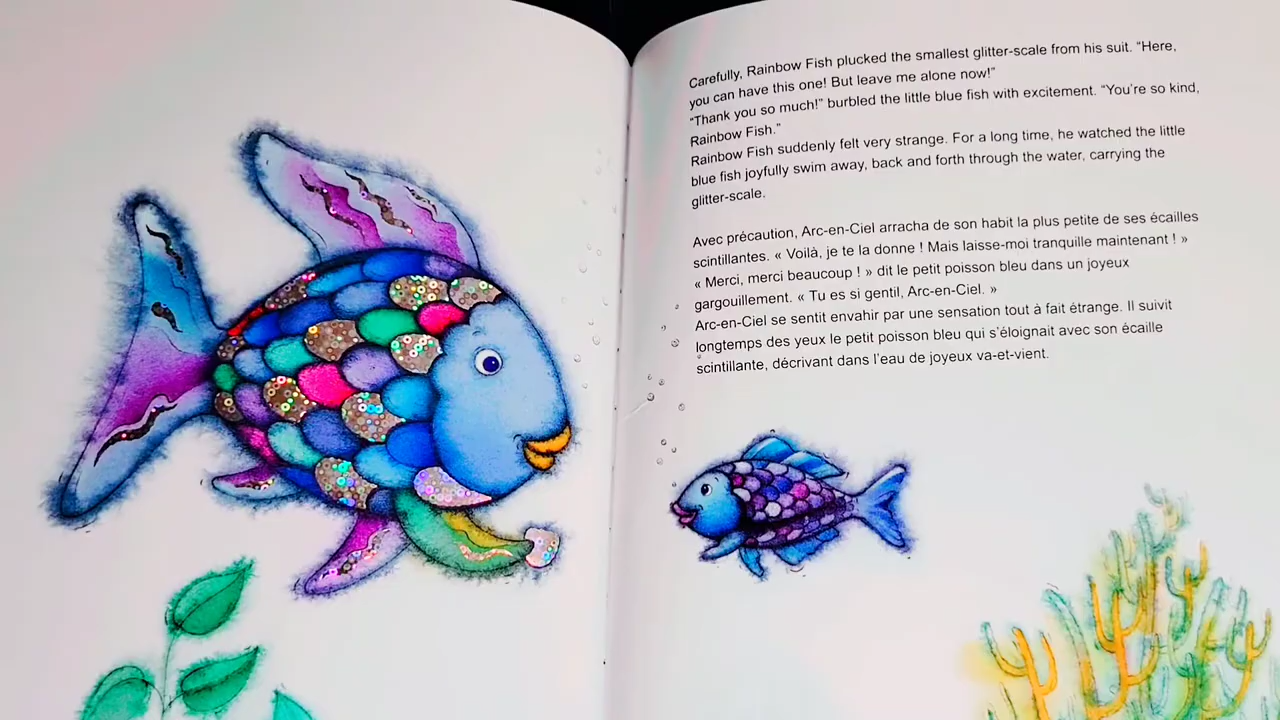 Carefully, Rainbow Fish plucked the smallest glitter-scale from his suit. “Here,
you can have this one! But leave me alone now!”
“Thank you so much!” burbled the little blue fish with excitement. “You’re so kind,
Rainbow Fish.”
Rainbow Fish suddenly felt very strange. For a long time, he watched the little
blue fish joyfully swim away, back and forth through the water, carrying the
glitter-scale.
Avec précaution, Arc-en-Ciel arracha de son habit la plus petite de ses écailles
scintillantes. « Voilà, je te la donne ! Mais laisse-moi tranquille maintenant ! »
« Merci, merci beaucoup ! » dit le petit poisson bleu dans un joyeux
gargouillement. « Tu es si gentil, Arc-en-Ciel. »
Arc-en-Ciel se sentit envahir par une sensation tout à fait étrange. Il suivit
longtemps des yeux le petit poisson bleu qui s’éloignait avec son écaille
scintillante, décrivant dans l’eau de joyeux va-et-vient.